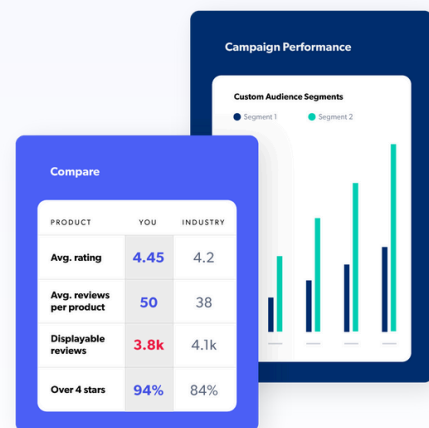 Campaign Performance
Custom Audience Segments
Segment 1 Segment 2
Compare
PRODUCT YOU INDUSTRY
Avg. rating 4.45 4.2
Avg. reviews
per product 50 38
Displayable
reviews 3.8k 4.1k
Over 4 stars 94% 84%